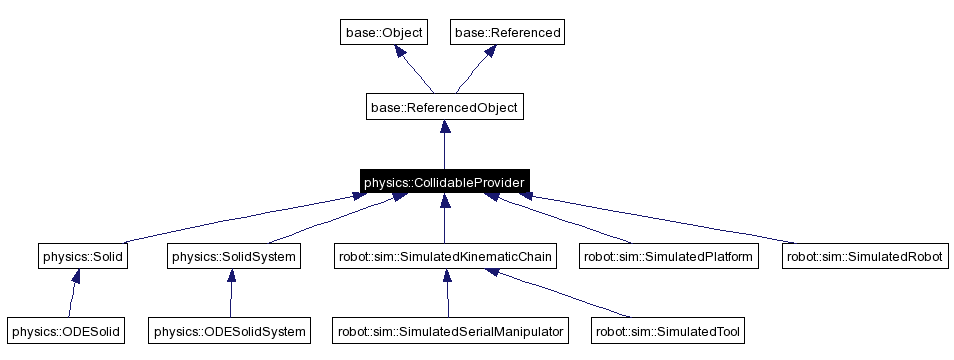 base::Object
base::Referenced
base::ReferencedObject
physics::CollidableProvider
physics::Solid
physics::SolidSystem
robot::sim::SimulatedKinematicChain
robot::sim::SimulatedPlatform
robot::sim::SimulatedRobot
physics::ODESolid
physics::ODESolidSystem
robot::sim::SimulatedSerialManipulator
robot::sim::SimulatedTool